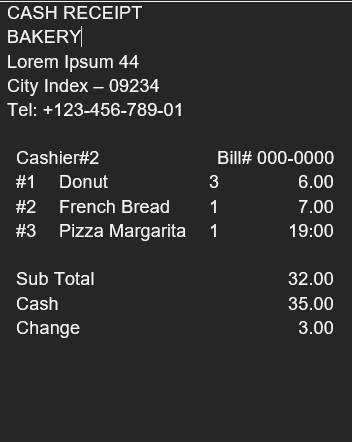 CASH RECEIPT
BAKERY
Lorem Ipsum 44
City Index – 09234
Tel: +123-456-789-01
Cashier#2 Bill# 000-0000
#1 Donut 3 6.00
#2 French Bread 1 7.00
#3 Pizza Margarita 1 19:00
Sub Total 32.00
Cash 35.00
Change 3.00